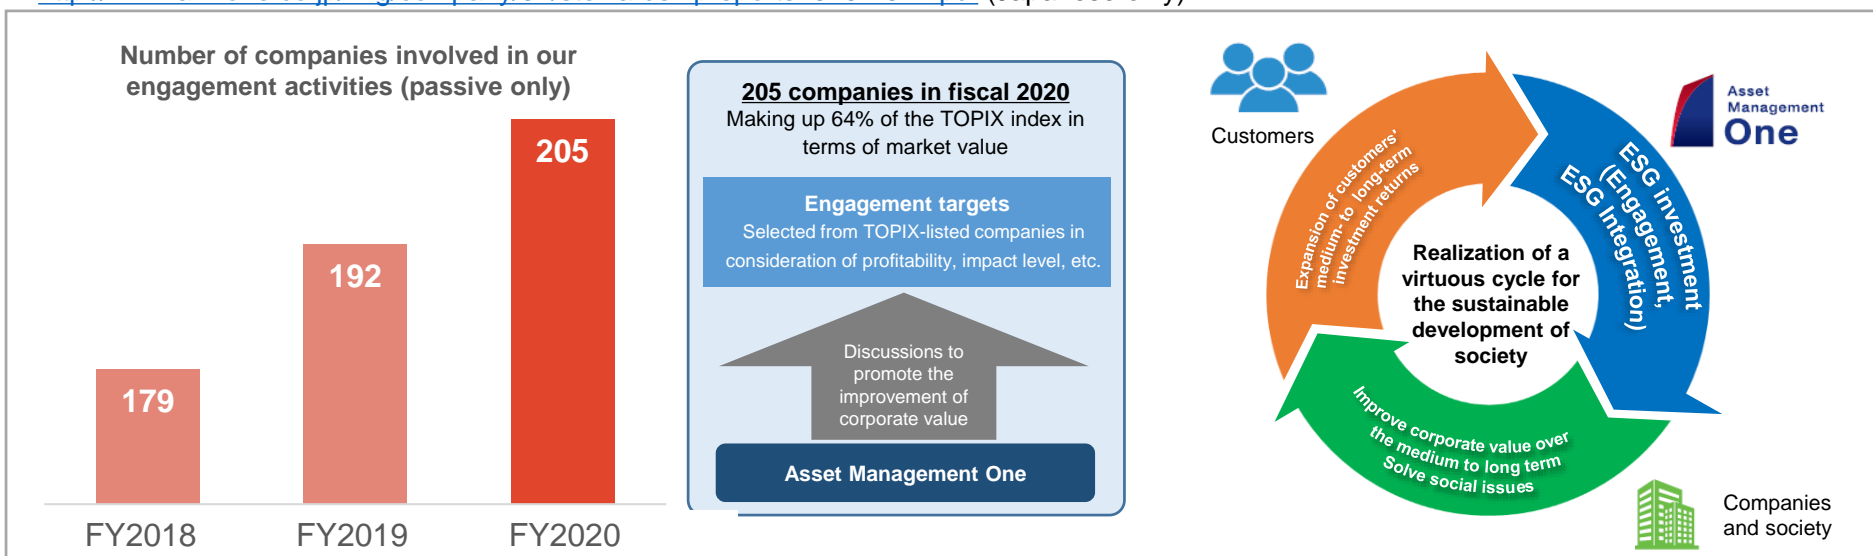 Number of companies involved in our
engagement activities (passive only)
205
192
179
FY2018
FY2019
FY2020
205 companies in fiscal 2020
Making up 64% of the TOPIX index in
terms of market value
Engagement targets
Selected from TOPIX-listed companies in
consideration of profitability, impact level, etc.
Discussions to
promote the
improvement of
corporate value
Asset Management One
Customers
Asset
Management
One
Expansion of customers'
medium- to long-term
investment returns
ESG investment
(Engagement,
ESG Integration)
Realization of a
virtuous cycle for
the sustainable
development of
society
Improve corporate value over
the medium to long term
Solve social issues
Companies
and society